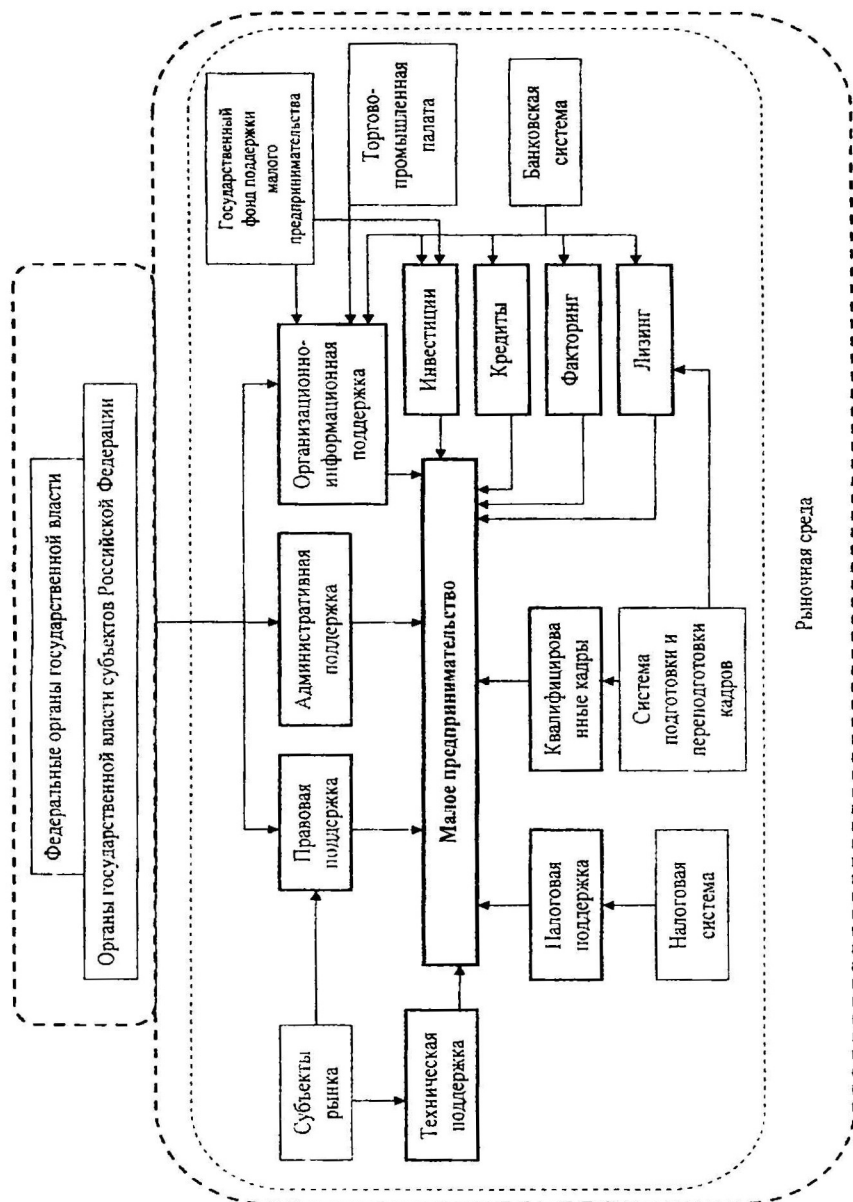 Федеральные органы государственной власти
Органы государственной власти субъектов Российской Федерации
Государственный
фонд поддержки
малого
предпринимательства
Торгово-
промышленная
палата
Субъекты
рынка
Правовая
поддержка
Административная
поддержка
Организационно-
информационная
поддержка
Инвестиции
Банковская
система
Кредиты
Факторинг
Лизинг
Техническая
поддержка
Малое предпринимательство
Налоговая
поддержка
Квалифицирова
нные кадры
Налоговая
система
Система
подготовки и
переподготовки
кадров
Рыночная среда